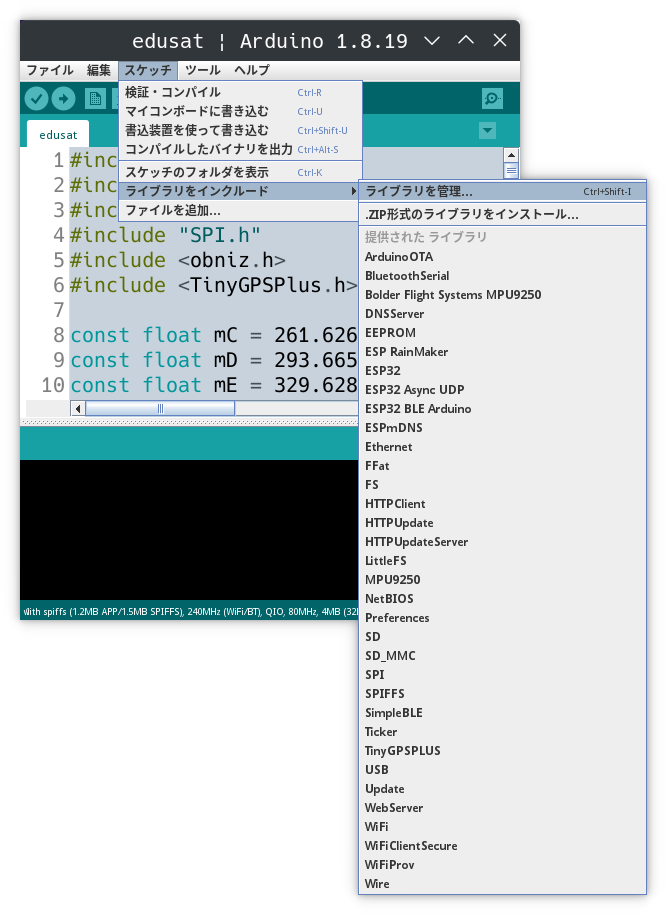 edusat ¦ Arduino 1.8.19
ファイル 編集 スケッチ ツール ヘルプ
検証・コンパイル Ctrl-R
マイコンボードに書き込む Ctrl-U
書込装置を使って書き込む Ctrl+Shift-U
コンパイルしたバイナリを出力 Ctrl+Alt-S
スケッチのフォルダを表示 Ctrl-K
ライブラリをインクルード
ファイルを追加...
edusat
1 #inc
2 #inc
3 #inc
4 #include "SPI.h"
5 #include <obniz.h>
6 #include <TinyGPSPlus.h>
7
8 const float mC = 261.626
9 const float mD = 293.665
10 const float mE = 329.628
ライブラリを管理... Ctrl+Shift-I
.ZIP形式のライブラリをインストール...
提供された ライブラリ
ArduinoOTA
BluetoothSerial
Bolder Flight Systems MPU9250
DNSServer
EEPROM
ESP RainMaker
ESP32
ESP32 Async UDP
ESP32 BLE Arduino
ESPmDNS
Ethernet
FFat
FS
HTTPClient
HTTPUpdate
HTTPUpdateServer
LittleFS
MPU9250
NetBIOS
Preferences
SD
SD_MMC
SPI
SPIFFS
SimpleBLE
Ticker
TinyGPSPLUS
USB
Update
WebServer
WiFi
WiFiClientSecure
WiFiProv
Wire
with spiffs (1.2MB APP/1.5MB SPIFFS), 240MHz (WiFi/BT), QIO, 80MHz, 4MB (32